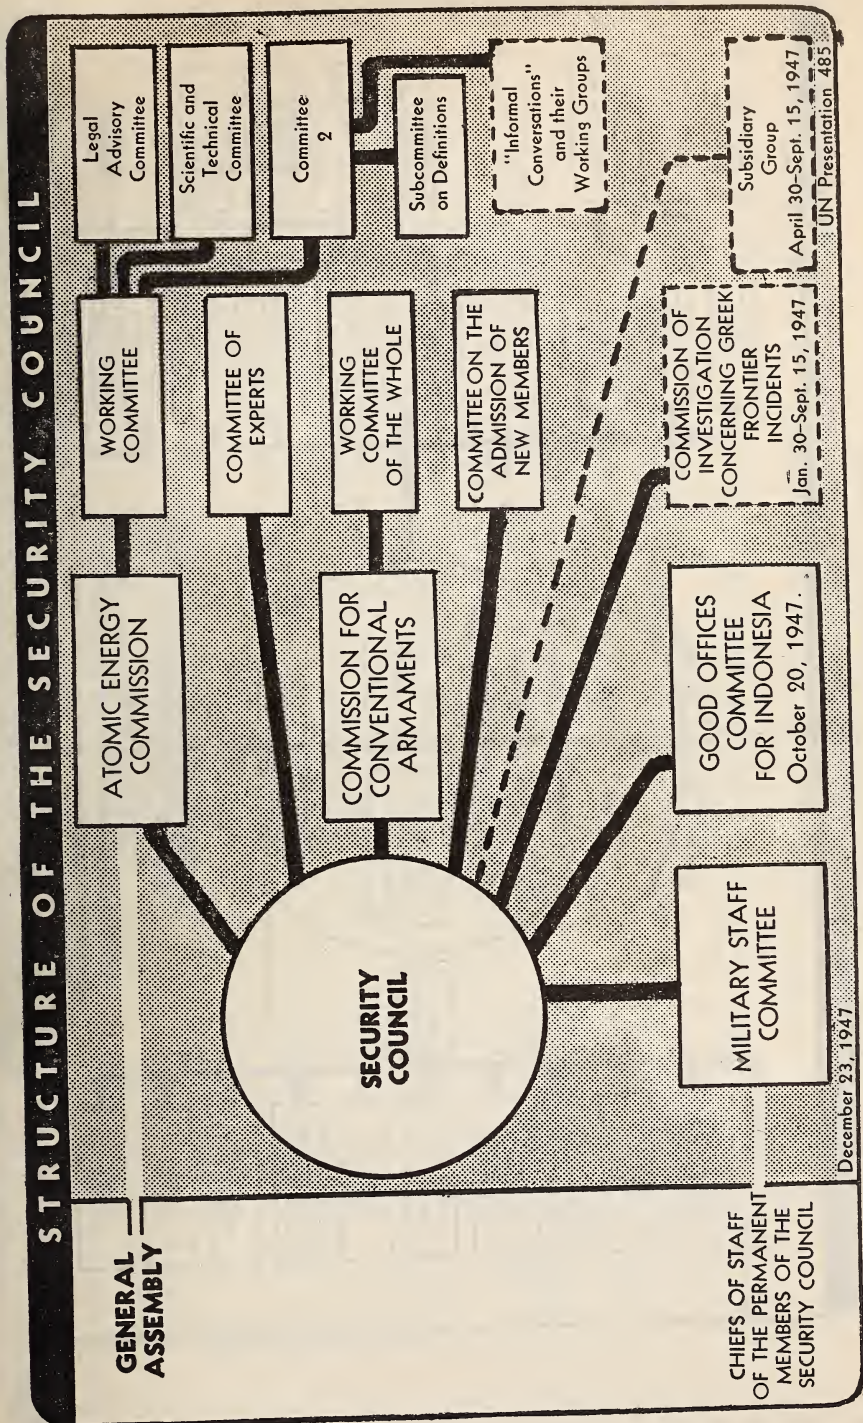 STRUCTURE OF THE SECURITY COUNCIL
GENERAL
ASSEMBLY
CHIEFS OF STAFF
OF THE PERMANENT
MEMBERS OF THE
SECURITY COUNCIL
SECURITY
COUNCIL
ATOMIC ENERGY
COMMISSION
WORKING
COMMITTEE
Legal
Advisory
Committee
Scientific and
Technical
Committee
Committee
2
Subcommittee
on Definitions
"Informal
Conversations"
and their
Working Groups
COMMITTEE OF
EXPERTS
COMMISSION FOR
CONVENTIONAL
ARMAMENTS
WORKING
COMMITTEE
OF THE WHOLE
COMMITTEE ON THE
ADMISSION OF
NEW MEMBERS
Subsidiary
Group
April 30–Sept. 15, 1947
COMMISSION OF
INVESTIGATION
CONCERNING GREEK
FRONTIER
INCIDENTS
Jan. 30–Sept. 15, 1947
GOOD OFFICES
COMMITTEE
FOR INDONESIA
October 20, 1947.
MILITARY STAFF
COMMITTEE
December 23, 1947
UN Presentation 485